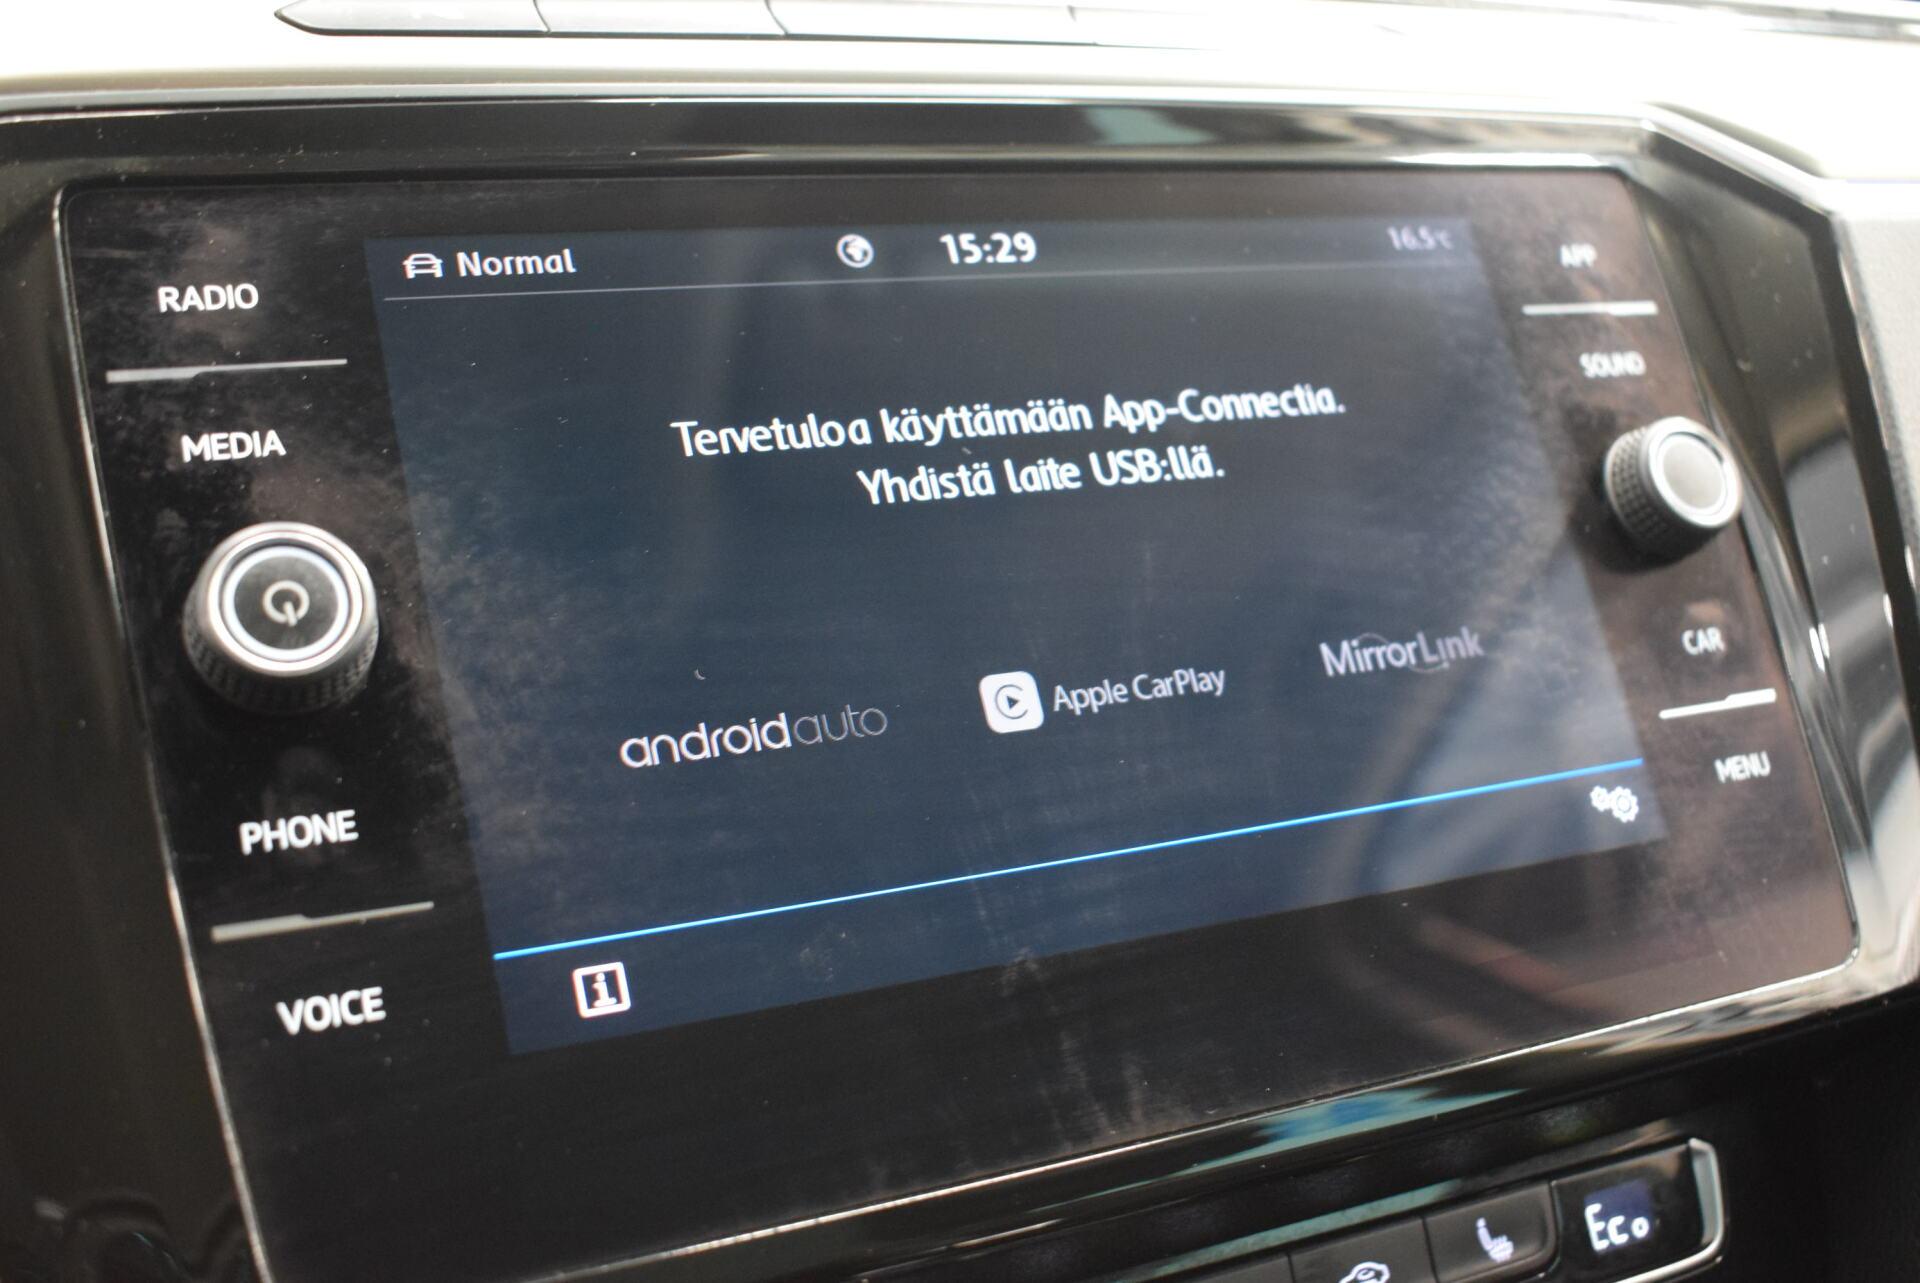 Normal
15:29
16.5°C
RADIO
MEDIA
PHONE
VOICE
Tervetuloa käyttämään App-Connectia.
Yhdistä laite USB:llä.
androidauto
Apple CarPlay
MirrorLink
i
APP
SOUND
CAR
MENU
Eco